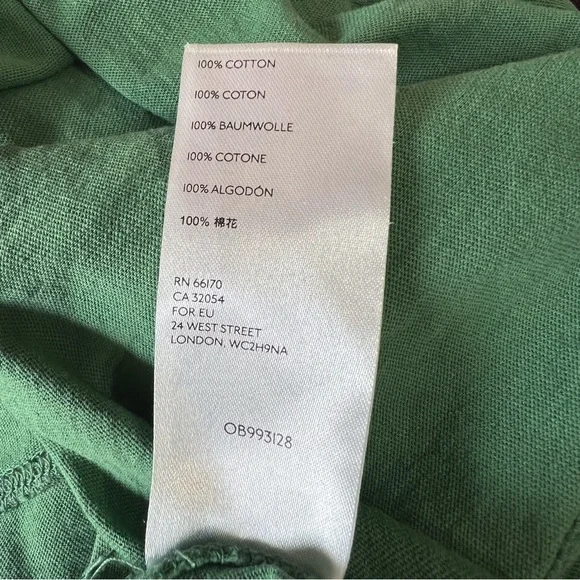 100% COTTON
100% COTON
100% BAUMWOLLE
100% COTONE
100% ALGODÓN
100% 棉花
RN 66170
CA 32054
FOR EU
24 WEST STREET
LONDON. WC2H9NA
OB993128